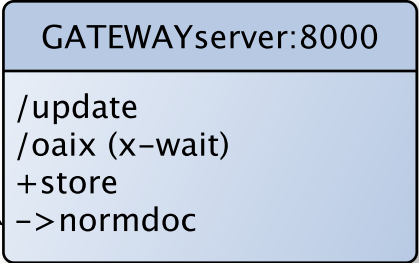 GATEWAYserver:8000
/update
/oaix (x-wait)
+store
->normdoc